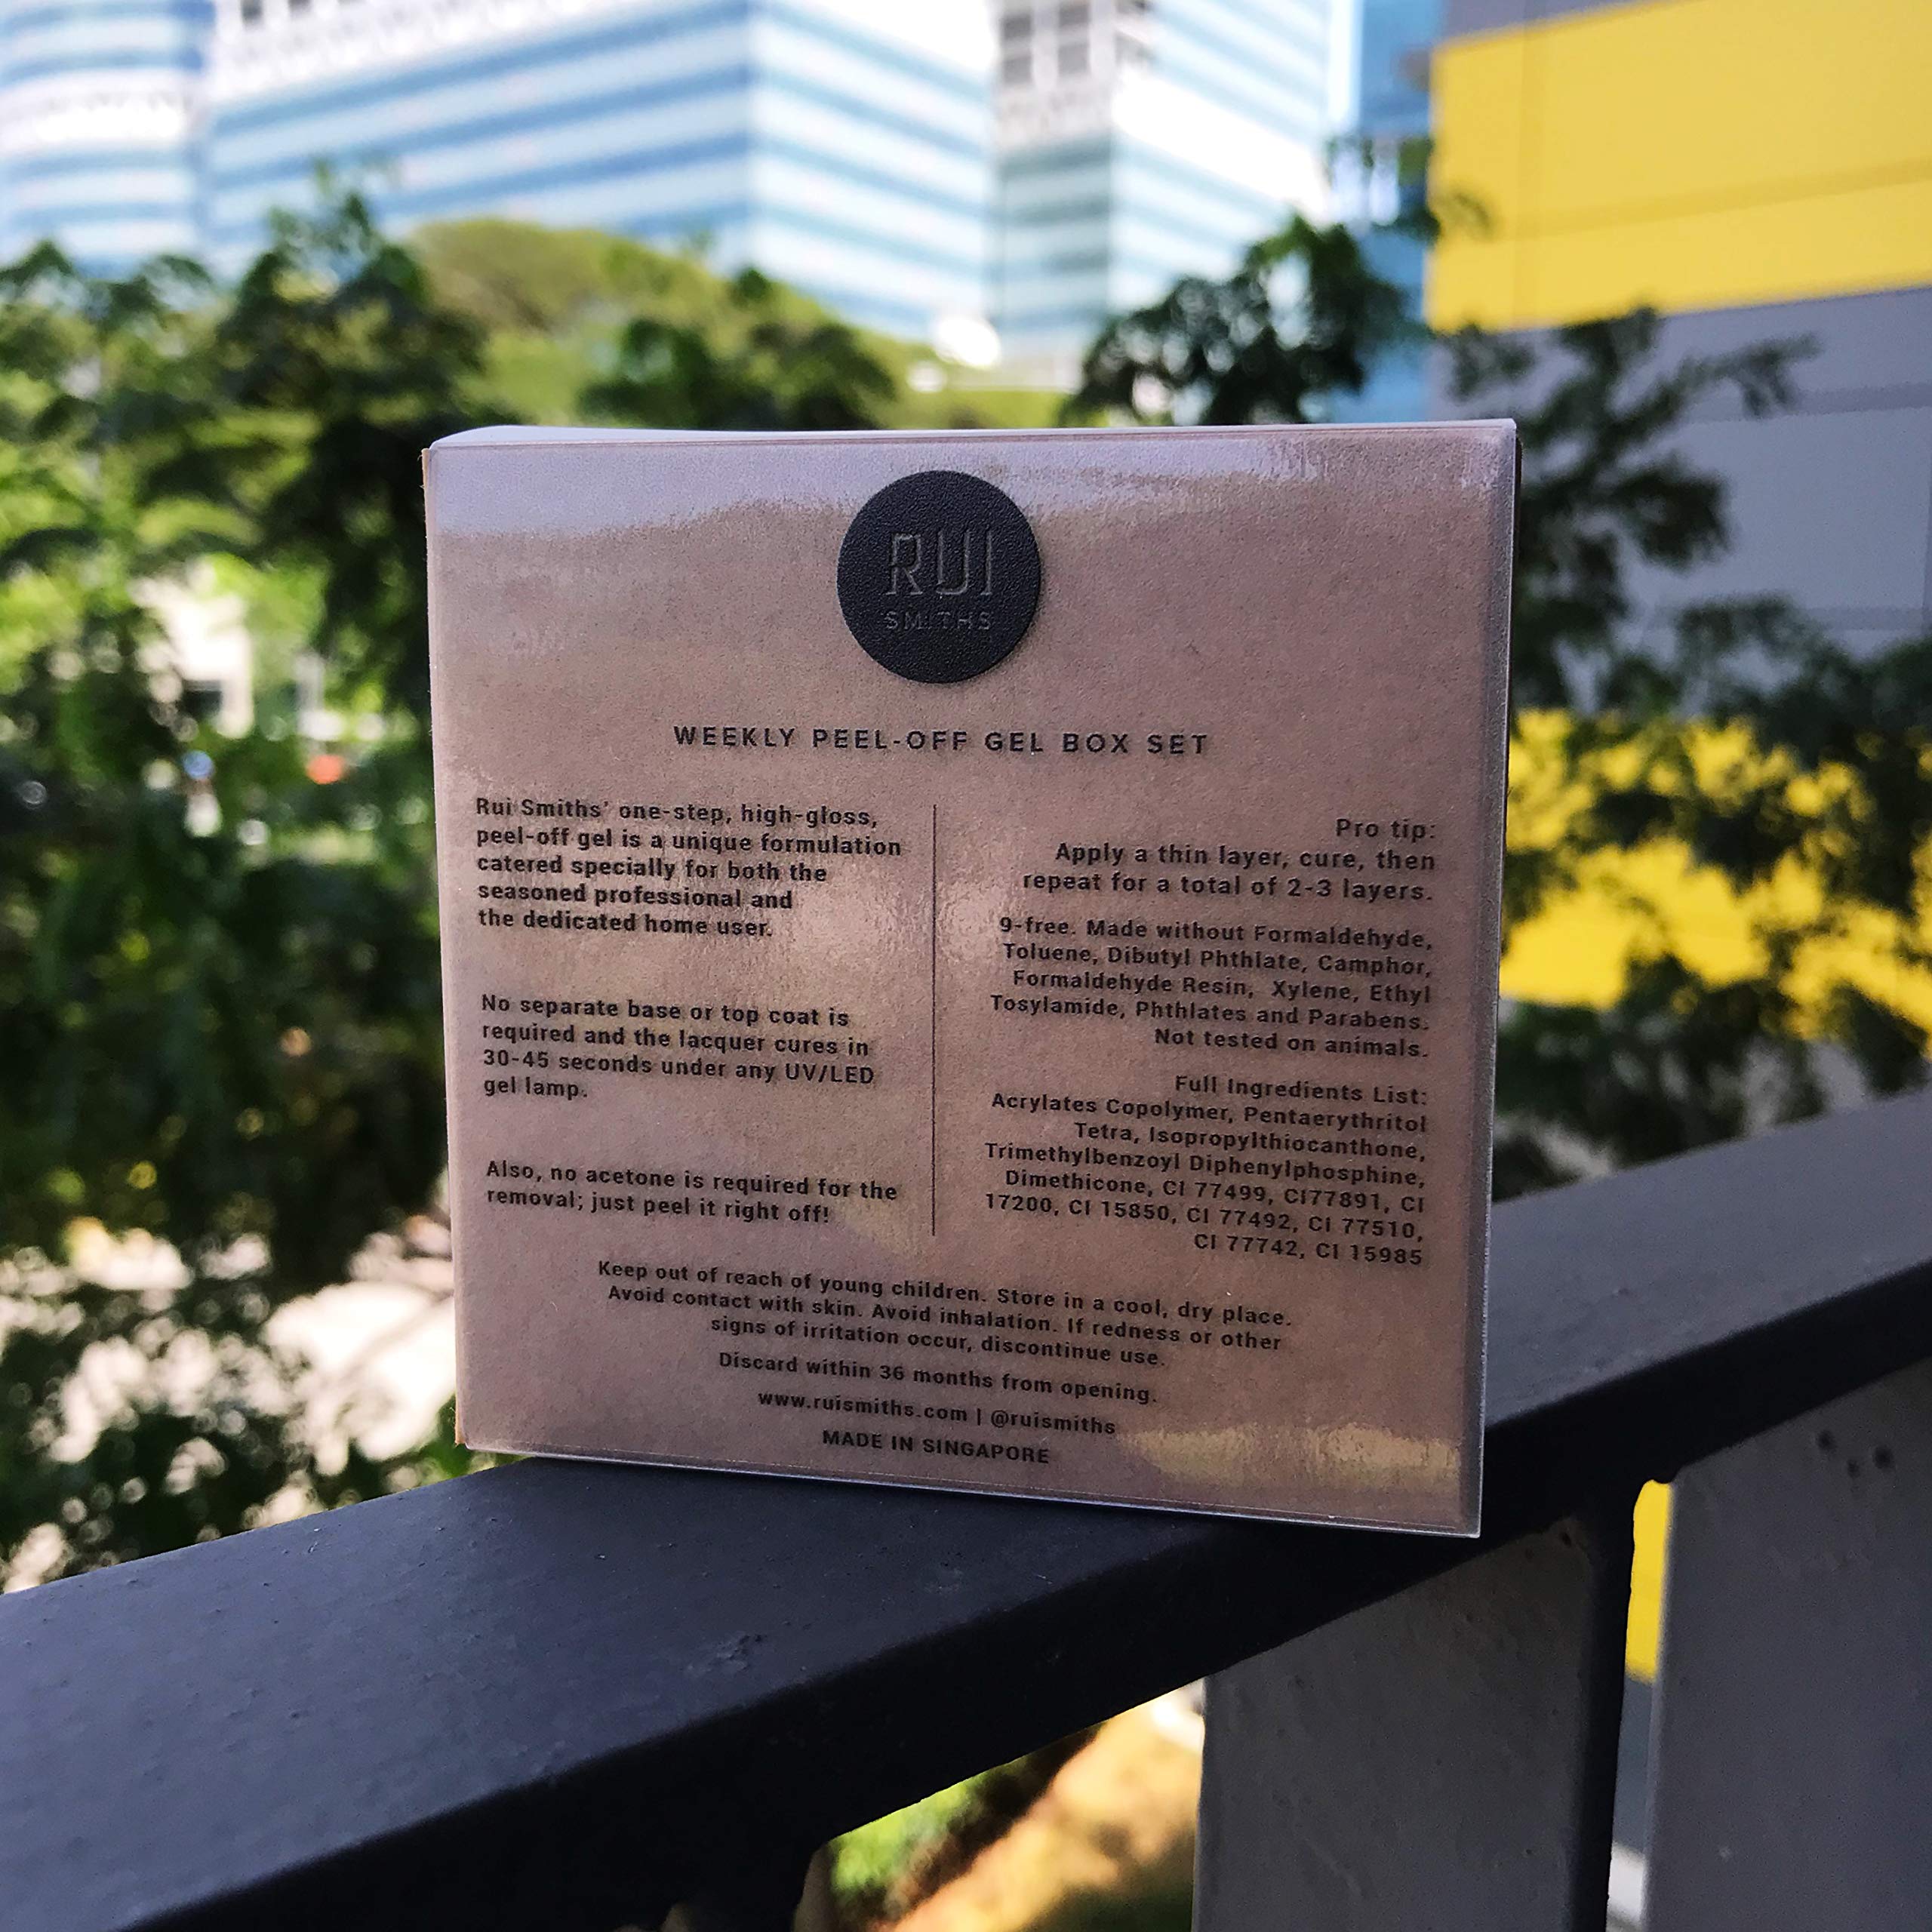 RUI
SMITHS
WEEKLY PEEL-OFF GEL BOX SET
Rui Smiths' one-step, high-gloss,
peel-off gel is a unique formulation
catered specially for both the
seasoned professional and
the dedicated home user.
No separate base or top coat is
required and the lacquer cures in
30-45 seconds under any UV/LED
gel lamp.
Also, no acetone is required for the
removal; just peel it right off!
Pro tip:
Apply a thin layer, cure, then
repeat for a total of 2-3 layers.
9-free. Made without Formaldehyde,
Toluene, Dibutyl Phthlate, Camphor,
Formaldehyde Resin, Xylene, Ethyl
Tosylamide, Phthlates and Parabens.
Not tested on animals.
Full Ingredients List:
Acrylates Copolymer, Pentaerythritol
Tetra, Isopropylthiocanthone,
Trimethylbenzoyl Diphenylphosphine,
Dimethicone, CI 77499, CI77891, CI
17200, CI 15850, CI 77492, CI 77510,
CI 77742, CI 15985
Keep out of reach of young children. Store in a cool, dry place.
Avoid contact with skin. Avoid inhalation. If redness or other
signs of irritation occur, discontinue use.
Discard within 36 months from opening.
www.ruismiths.com | @ruismiths
MADE IN SINGAPORE